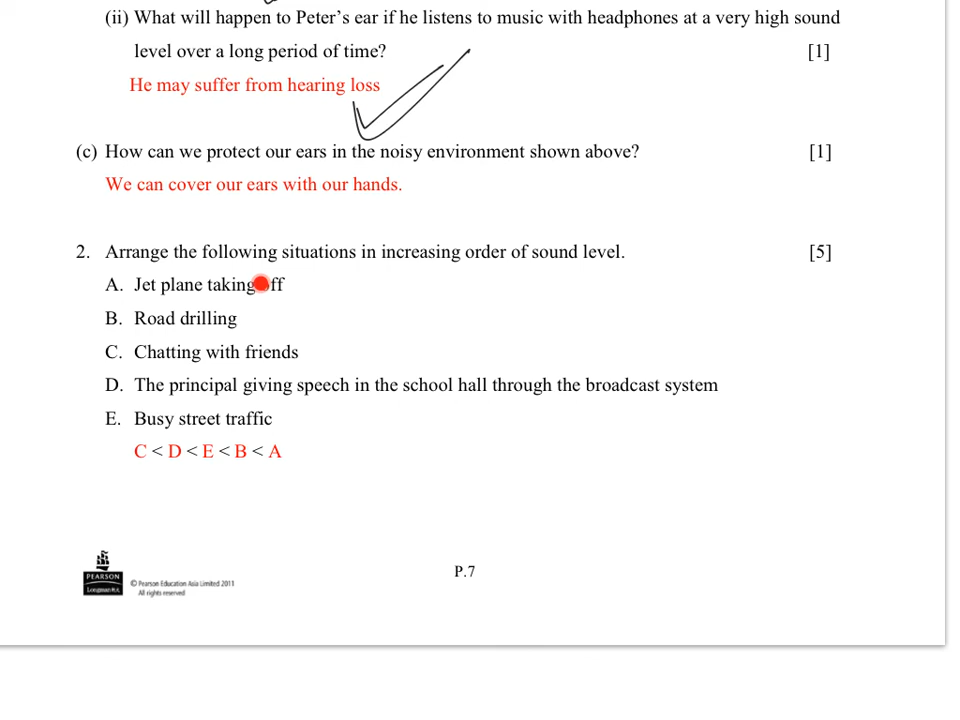 (ii) What will happen to Peter's ear if he listens to music with headphones at a very high sound
level over a long period of time? [1]
He may suffer from hearing loss
(c) How can we protect our ears in the noisy environment shown above? [1]
We can cover our ears with our hands.
2. Arrange the following situations in increasing order of sound level. [5]
A. Jet plane taking off
B. Road drilling
C. Chatting with friends
D. The principal giving speech in the school hall through the broadcast system
E. Busy street traffic
C < D < E < B < A
PEARSON
Longman
© Pearson Education Asia Limited 2011
All rights reserved
P.7